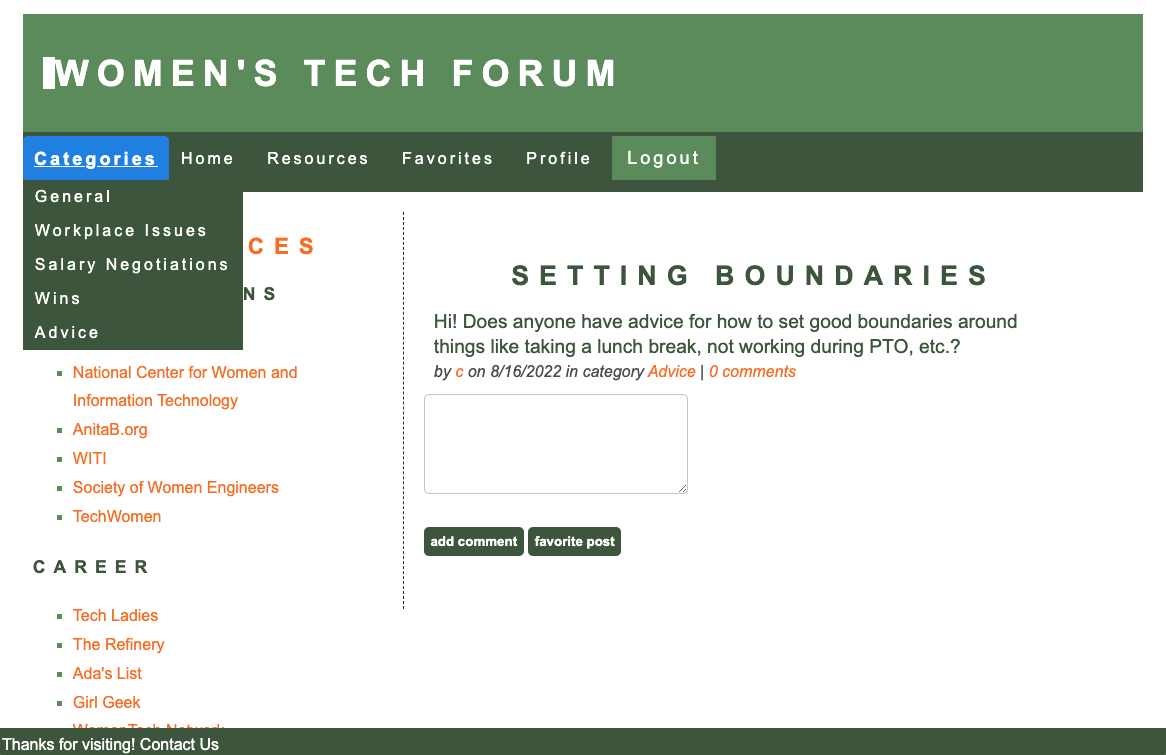 WOMEN'S TECH FORUM
Categories Home Resources Favorites Profile Logout
General
Workplace Issues
Salary Negotiations
Wins
Advice
CES
NS
National Center for Women and
Information Technology
AnitaB.org
WITI
Society of Women Engineers
TechWomen
CAREER
Tech Ladies
The Refinery
Ada's List
Girl Geek
WomenTech Network
SETTING BOUNDARIES
Hi! Does anyone have advice for how to set good boundaries around
things like taking a lunch break, not working during PTO, etc.?
by c on 8/16/2022 in category Advice | 0 comments
add comment favorite post
Thanks for visiting! Contact Us